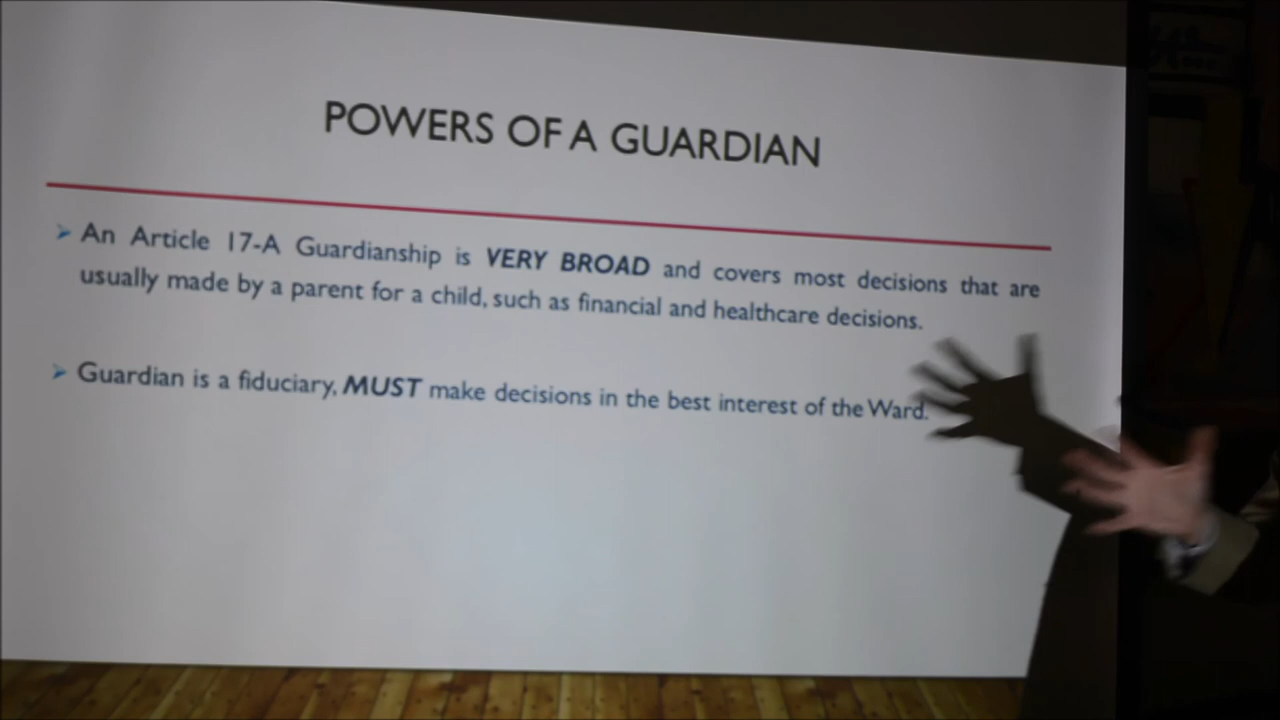 POWERS OF A GUARDIAN
An Article 17-A Guardianship is VERY BROAD and covers most decisions that are
usually made by a parent for a child, such as financial and healthcare decisions.
Guardian is a fiduciary, MUST make decisions in the best interest of the Ward.